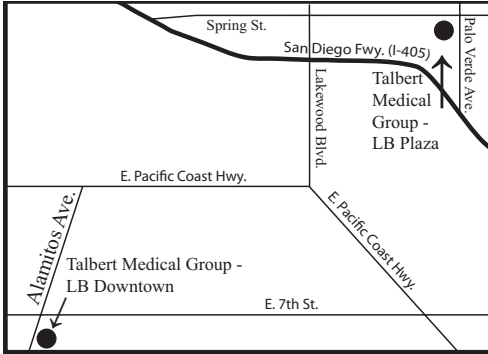 Spring St.
San Diego Fwy. (I-405)
Palo Verde Ave.
Talbert
Medical
Group -
LB Plaza
Lakewood Blvd.
E. Pacific Coast Hwy.
E. Pacific Coast Hwy.
Alamitos Ave.
Talbert Medical Group -
LB Downtown
E. 7th St.